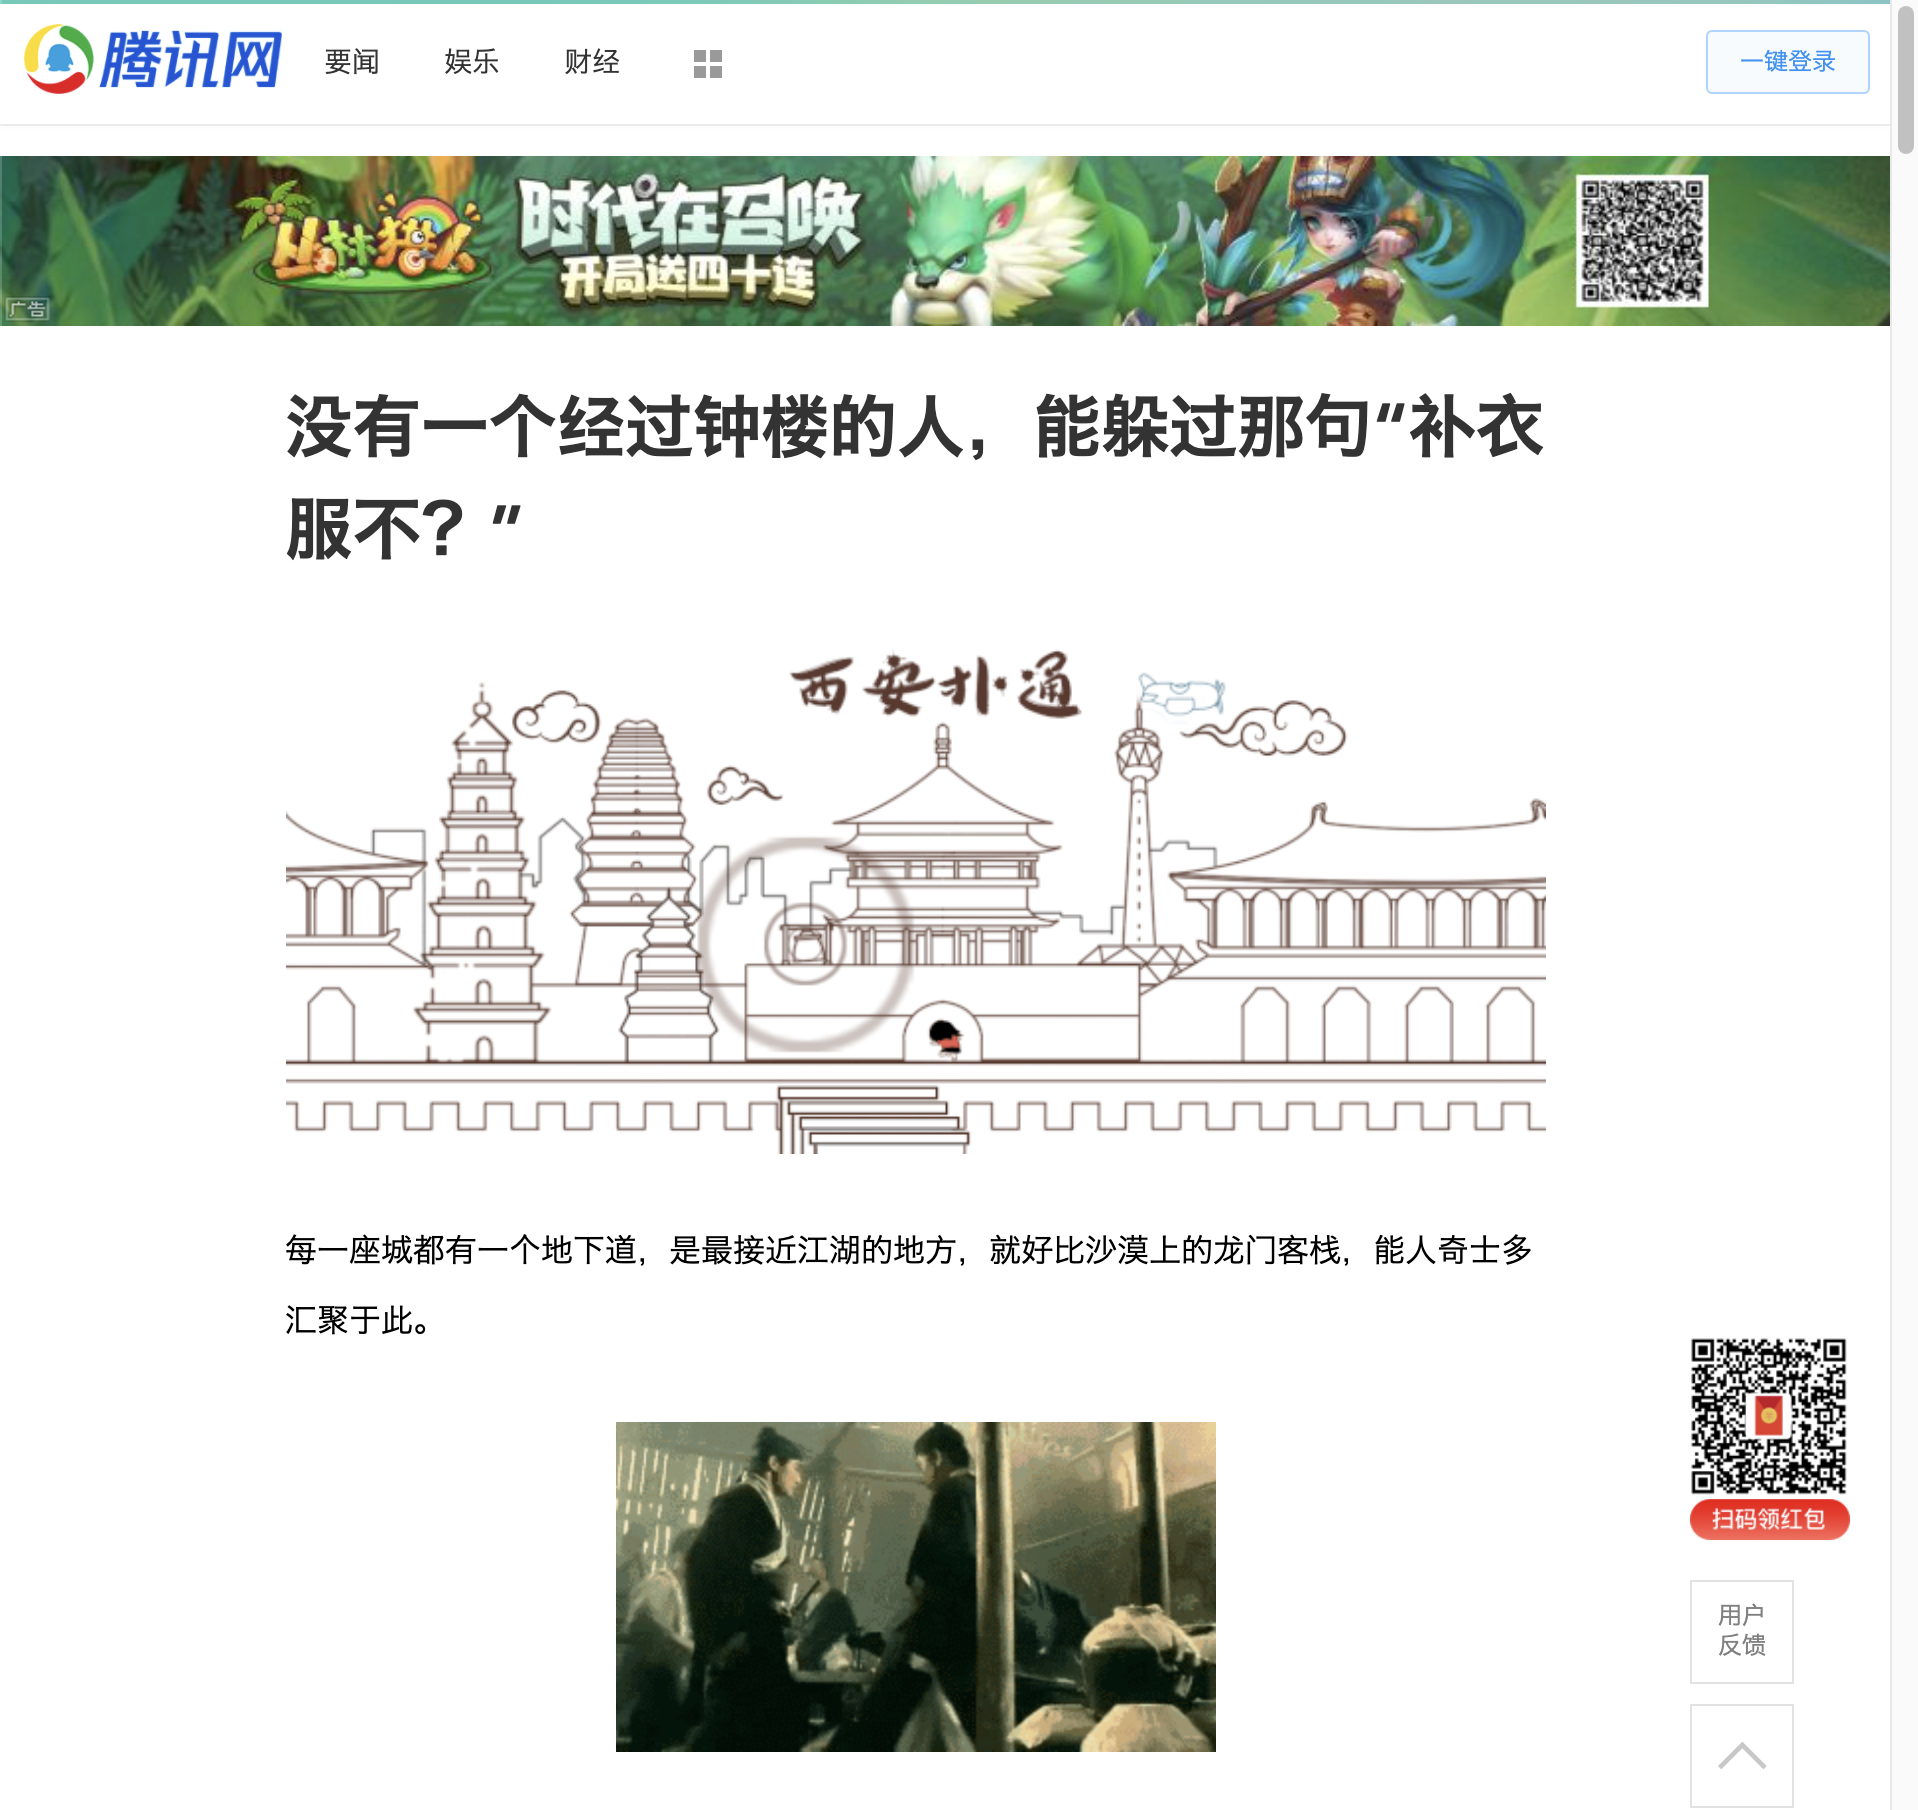 腾讯网
要闻
娱乐
财经
一键登录
丛林猎人
时代在召唤
开局送四十连
广告
没有一个经过钟楼的人，能躲过那句“补衣
服不？”
西安扑通
每一座城都有一个地下道，是最接近江湖的地方，就好比沙漠上的龙门客栈，能人奇士多
汇聚于此。
扫码领红包
用户
反馈